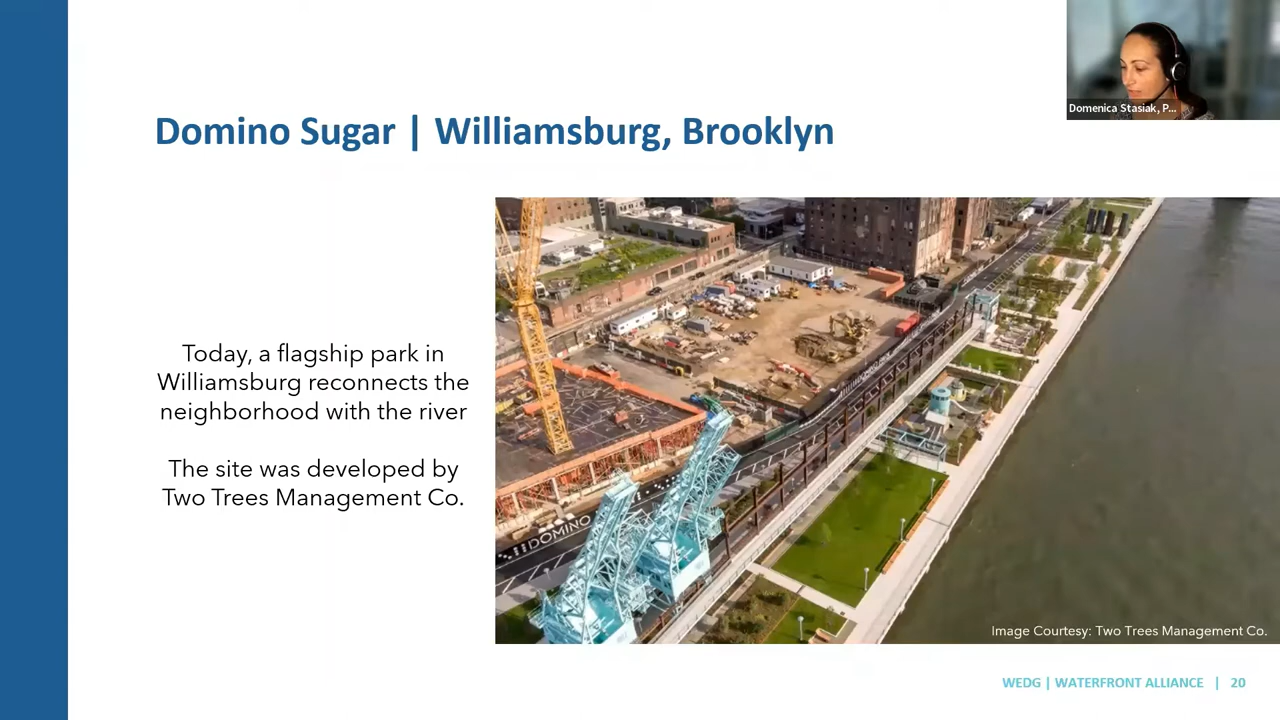 Domenica Stasiak, P...
Domino Sugar | Williamsburg, Brooklyn
Today, a flagship park in
Williamsburg reconnects the
neighborhood with the river
The site was developed by
Two Trees Management Co.
DOMINO
Image Courtesy: Two Trees Management Co.
WEDG | WATERFRONT ALLIANCE | 20